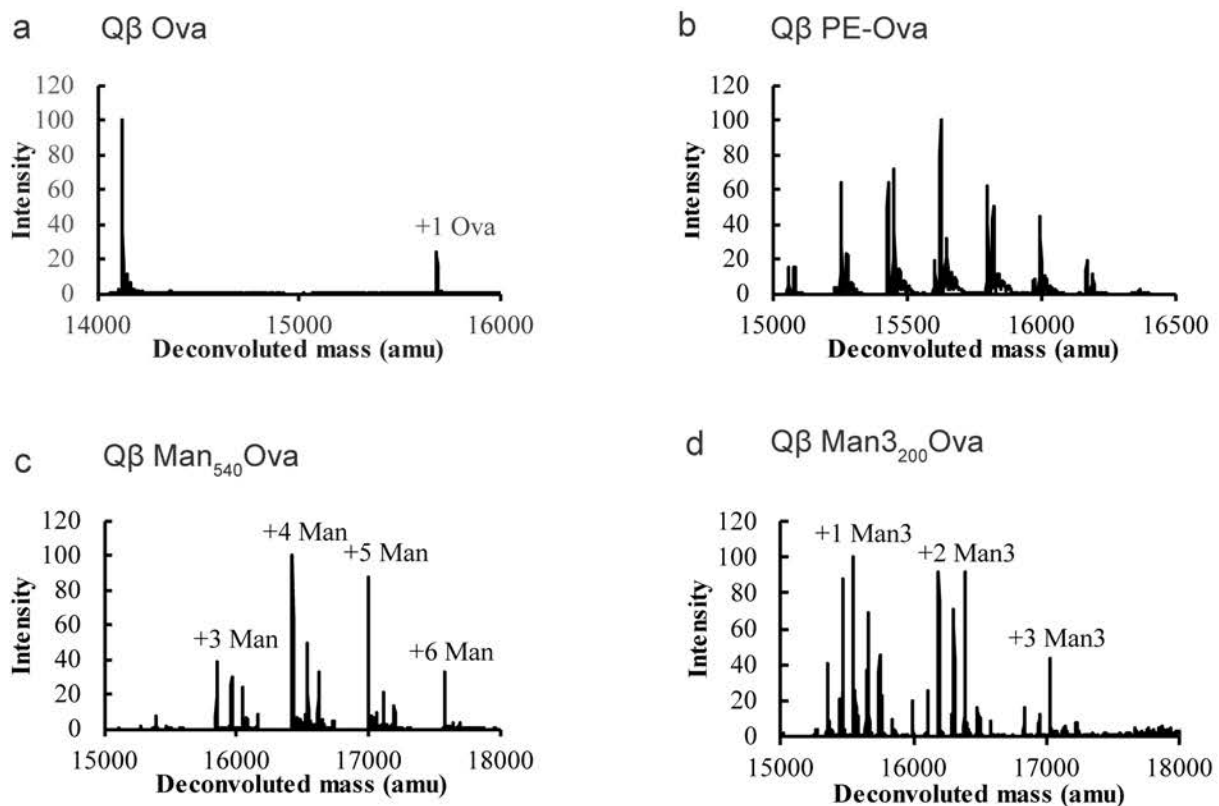 a Qβ Ova
120
100
80
60
40
20
0
Intensity
+1 Ova
14000 15000 16000
Deconvoluted mass (amu)
b Qβ PE-Ova
120
100
80
60
40
20
0
Intensity
15000 15500 16000 16500
Deconvoluted mass (amu)
c Qβ Man₅₄₀Ova
120
100
80
60
40
20
0
Intensity
+3 Man
+4 Man
+5 Man
+6 Man
15000 16000 17000 18000
Deconvoluted mass (amu)
d Qβ Man3₂₀₀Ova
120
100
80
60
40
20
0
Intensity
+1 Man3
+2 Man3
+3 Man3
15000 16000 17000 18000
Deconvoluted mass (amu)